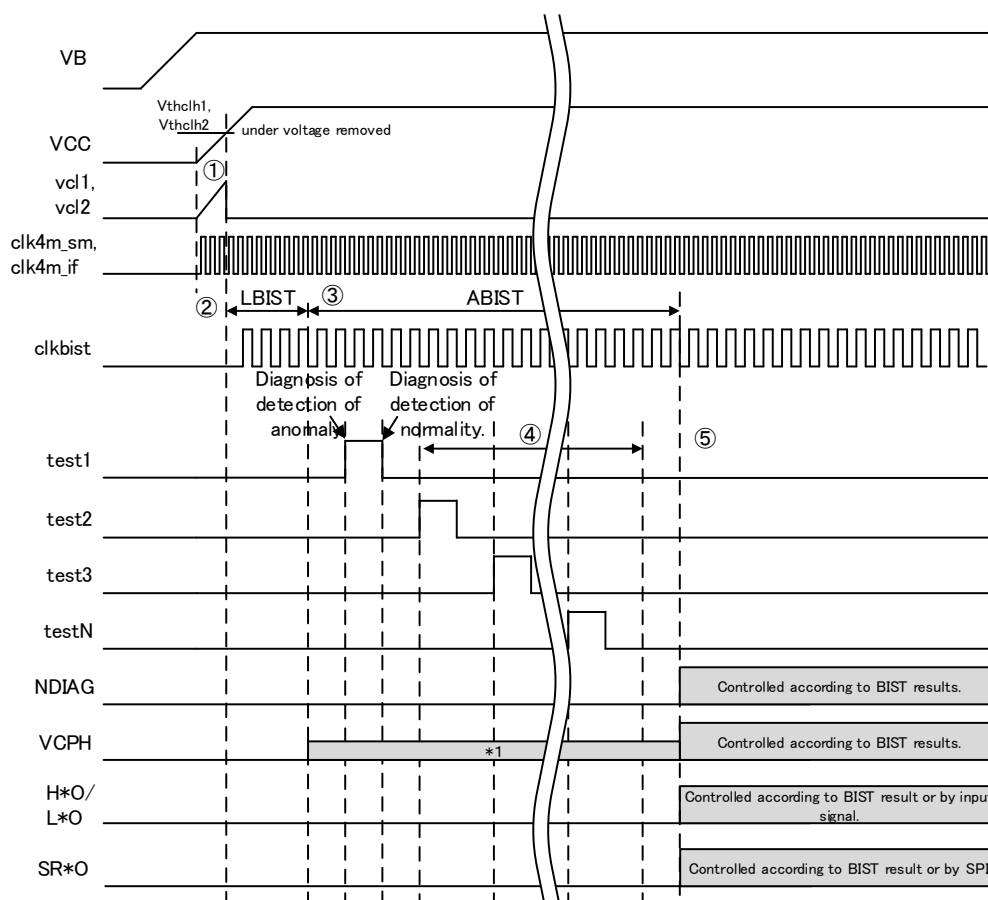 VB
Vthclh1,
Vthclh2
under voltage removed
VCC
①
vcl1,
vcl2
clk4m_sm,
clk4m_if
② LBIST ③ ABIST
clkbist
Diagnosis of
detection of
anomaly.
Diagnosis of
detection of
normality.
④
⑤
test1
test2
test3
testN
NDIAG
Controlled according to BIST results.
VCPH
*1
Controlled according to BIST results.
H*O/
L*O
Controlled according to BIST result or by input
signal.
SR*O
Controlled according to BIST result or by SPI